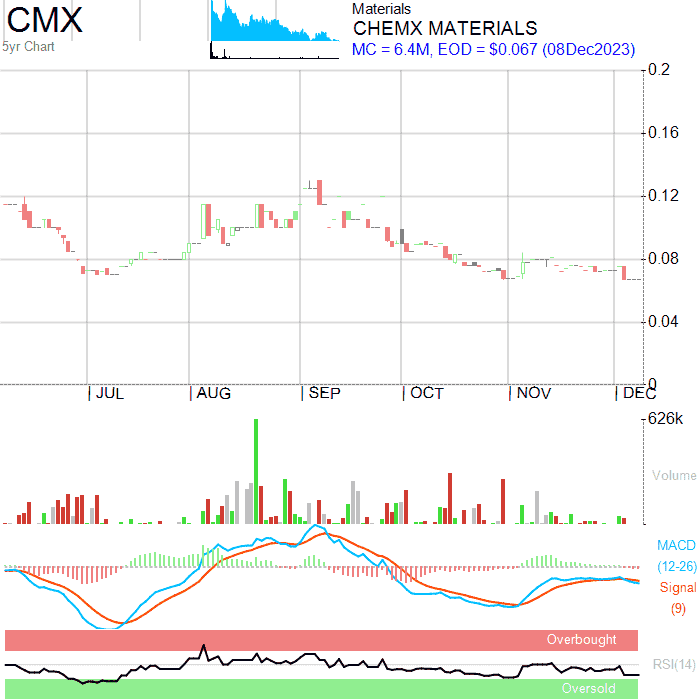 CMX
5yr Chart
Materials
CHEMX MATERIALS
MC = 6.4M, EOD = $0.067 (08Dec2023)
0.2
0.16
0.12
0.08
0.04
0
JUL AUG SEP OCT NOV DEC
626k
Volume
MACD
(12-26)
Signal
(9)
Overbought
RSI(14)
Oversold